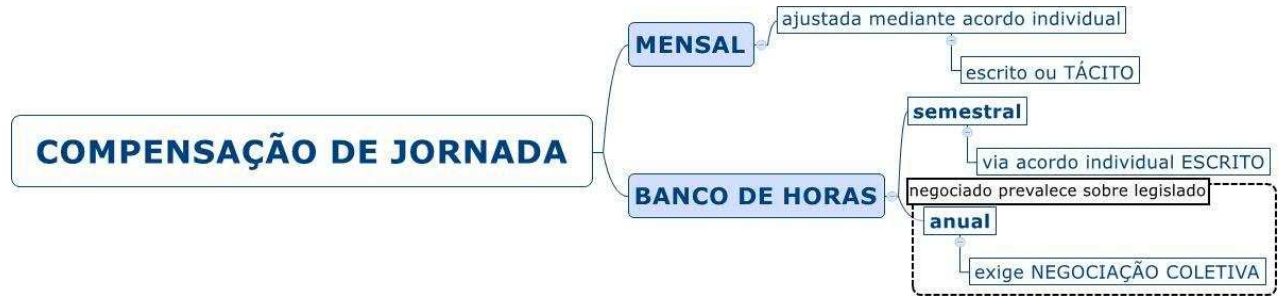 COMPENSAÇÃO DE JORNADA
MENSAL
ajustada mediante acordo individual
escrito ou TÁCITO
BANCO DE HORAS
semestral
via acordo individual ESCRITO
negociado prevalece sobre legislado
anual
exige NEGOCIAÇÃO COLETIVA